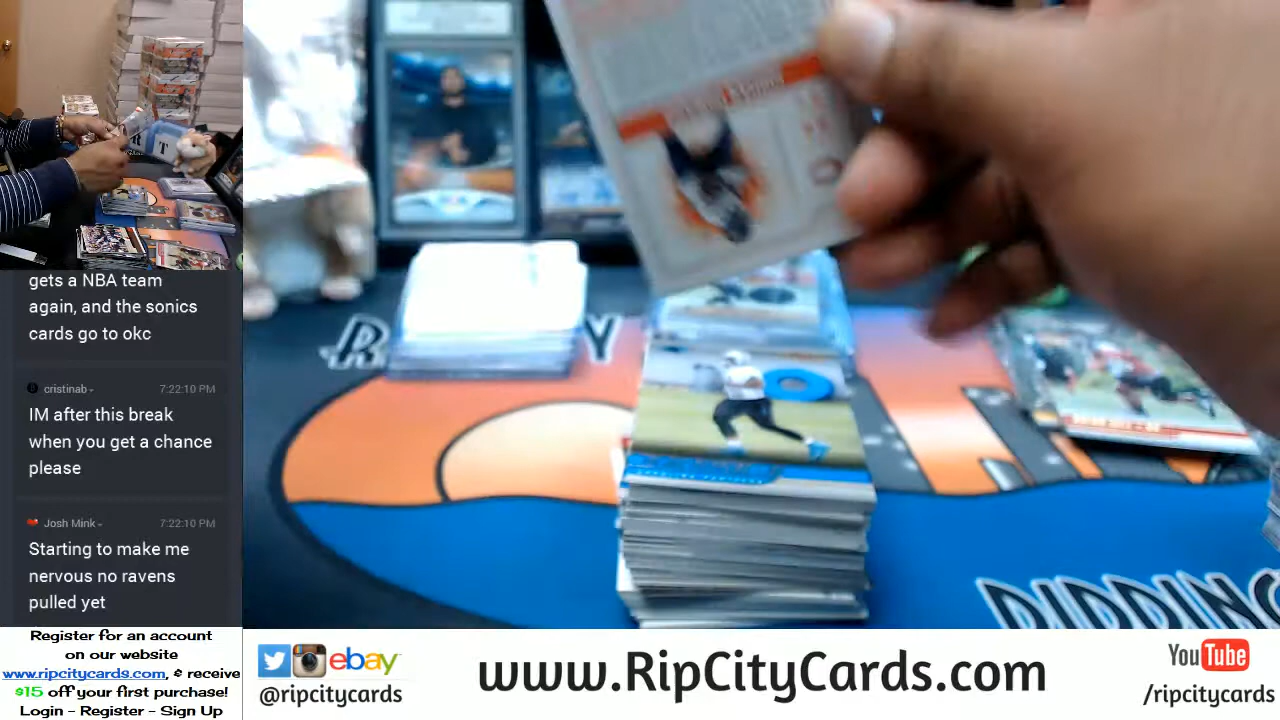 gets a NBA team
again, and the sonics
cards go to okc
cristinab
7:22:10 PM
IM after this break
when you get a chance
please
Josh Mink
7:22:10 PM
Starting to make me
nervous no ravens
pulled yet
Register for an account
on our website
www.ripcitycards.com, & receive
$15 off your first purchase!
Login - Register - Sign Up
ebay
@ripcitycards
www.RipCityCards.com
YouTube
/ripcitycards